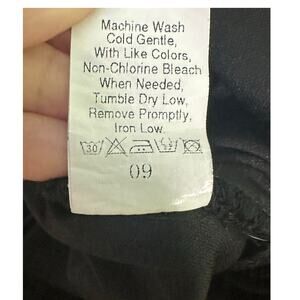 Machine Wash
Cold Gentle,
With Like Colors,
Non-Chlorine Bleach
When Needed,
Tumble Dry Low,
Remove Promptly,
Iron Low
30
09